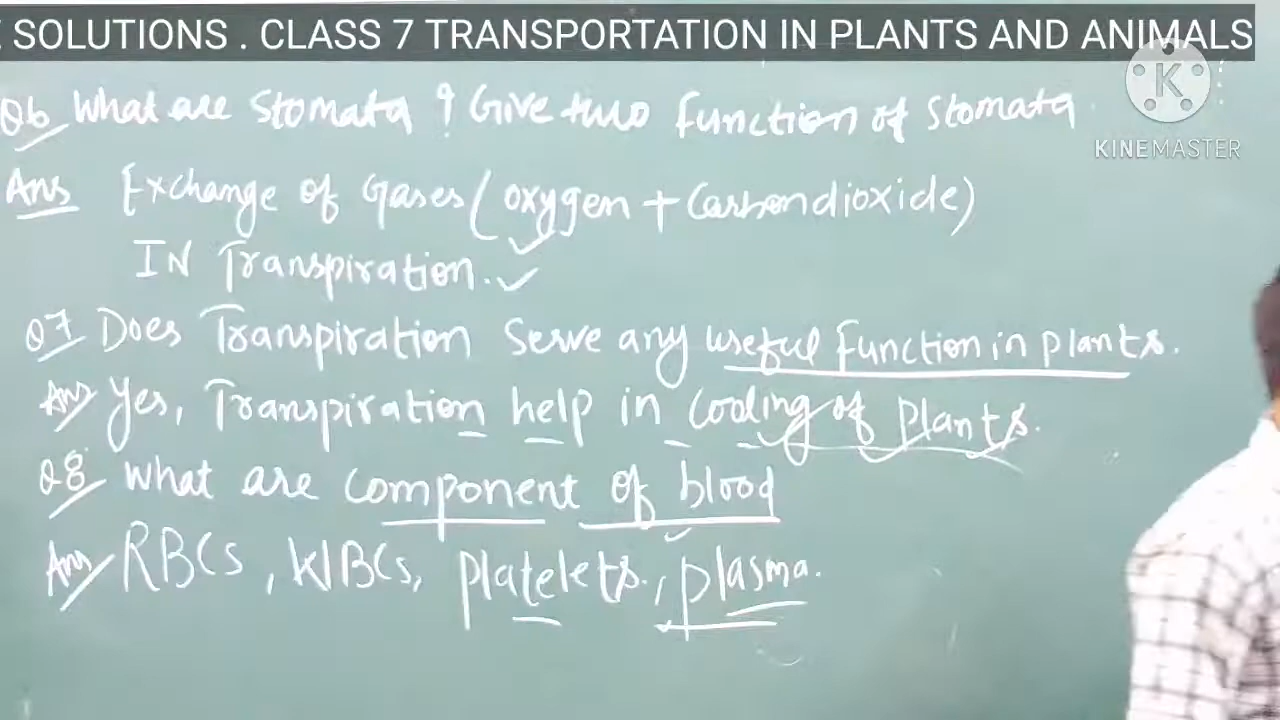 E SOLUTIONS . CLASS 7 TRANSPORTATION IN PLANTS AND ANIMALS
K
KINEMASTER
Q6 What are Stomata ? Give two function of Stomata
Ans Exchange of Gases (oxygen + Carbondioxide)
IN Transpiration.
Q7 Does Transpiration Serve any useful function in plants.
Ans Yes, Transpiration help in cooling of plants.
Q8 What are component of blood
Ans RBCs, WBCs, platelets, plasma.